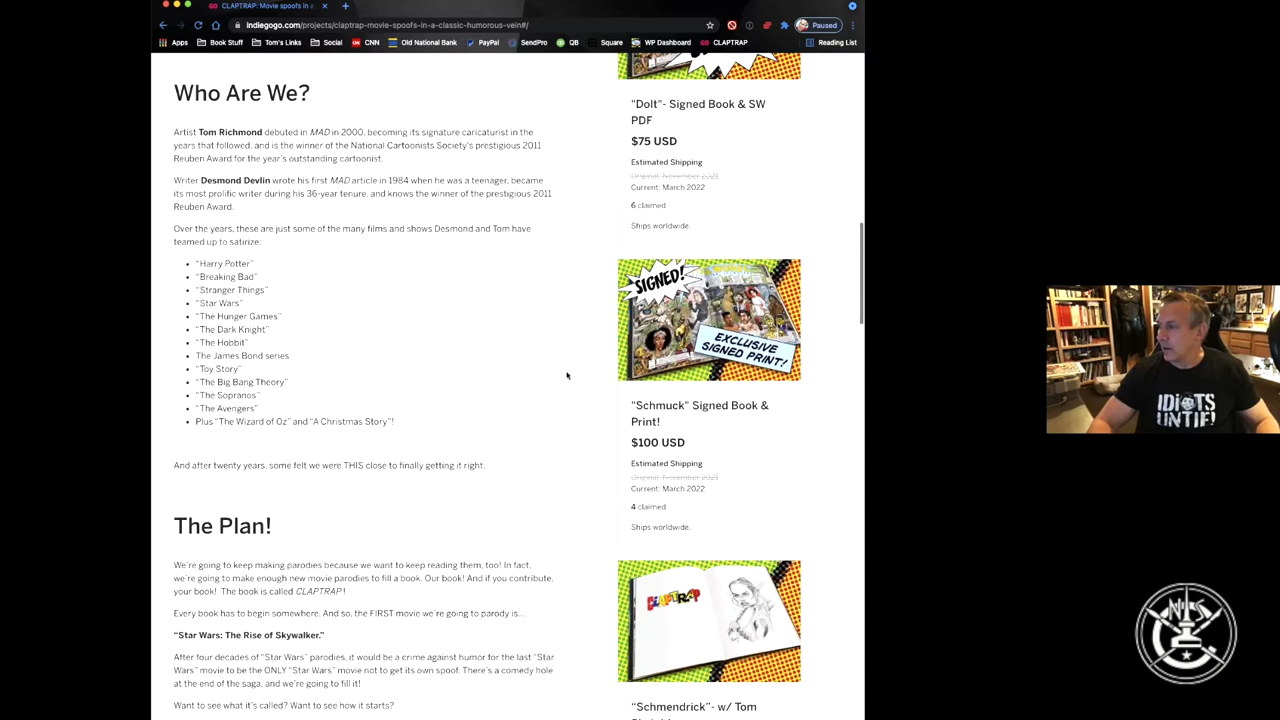 CLAPTRAP: Movie spoofs in a
Paused
indiegogo.com/projects/claptrap-movie-spoofs-in-a-classic-humorous-vein#/
Apps Book Stuff Tom's Links Social CNN Old National Bank PayPal SendPro QB Square WP Dashboard CLAPTRAP Reading List
Who Are We?
Artist Tom Richmond debuted in MAD in 2000, becoming its signature caricaturist in the
years that followed, and is the winner of the National Cartoonists Society's prestigious 2011
Reuben Award for the year's outstanding cartoonist.
Writer Desmond Devlin wrote his first MAD article in 1984 when he was a teenager, became
its most prolific writer during his 36-year tenure, and knows the winner of the prestigious 2011
Reuben Award.
Over the years, these are just some of the many films and shows Desmond and Tom have
teamed up to satirize:
• "Harry Potter"
• "Breaking Bad"
• "Stranger Things"
• "Star Wars"
• "The Hunger Games"
• "The Dark Knight"
• "The Hobbit"
• The James Bond series
• "Toy Story"
• "The Big Bang Theory"
• "The Sopranos"
• "The Avengers"
• Plus "The Wizard of Oz" and "A Christmas Story"!
And after twenty years, some felt we were THIS close to finally getting it right.
The Plan!
We're going to keep making parodies because we want to keep reading them, too! In fact,
we're going to make enough new movie parodies to fill a book. Our book! And if you contribute,
your book! The book is called CLAPTRAP!
Every book has to begin somewhere. And so, the FIRST movie we're going to parody is...
"Star Wars: The Rise of Skywalker."
After four decades of "Star Wars" parodies, it would be a crime against humor for the last "Star
Wars" movie to be the ONLY "Star Wars" movie not to get its own spoof. There's a comedy hole
at the end of the saga, and we're going to fill it!
Want to see what it's called? Want to see how it starts?
"Dolt"- Signed Book & SW
PDF
$75 USD
Estimated Shipping
Original: November 2021
Current: March 2022
6 claimed
Ships worldwide.
SIGNED!
EXCLUSIVE
SIGNED PRINT!
"Schmuck" Signed Book &
Print!
$100 USD
Estimated Shipping
Original: November 2021
Current: March 2022
4 claimed
Ships worldwide.
CLAPTRAP
"Schmendrick"- w/ Tom
IDIOTS
UNTIE!
NCS